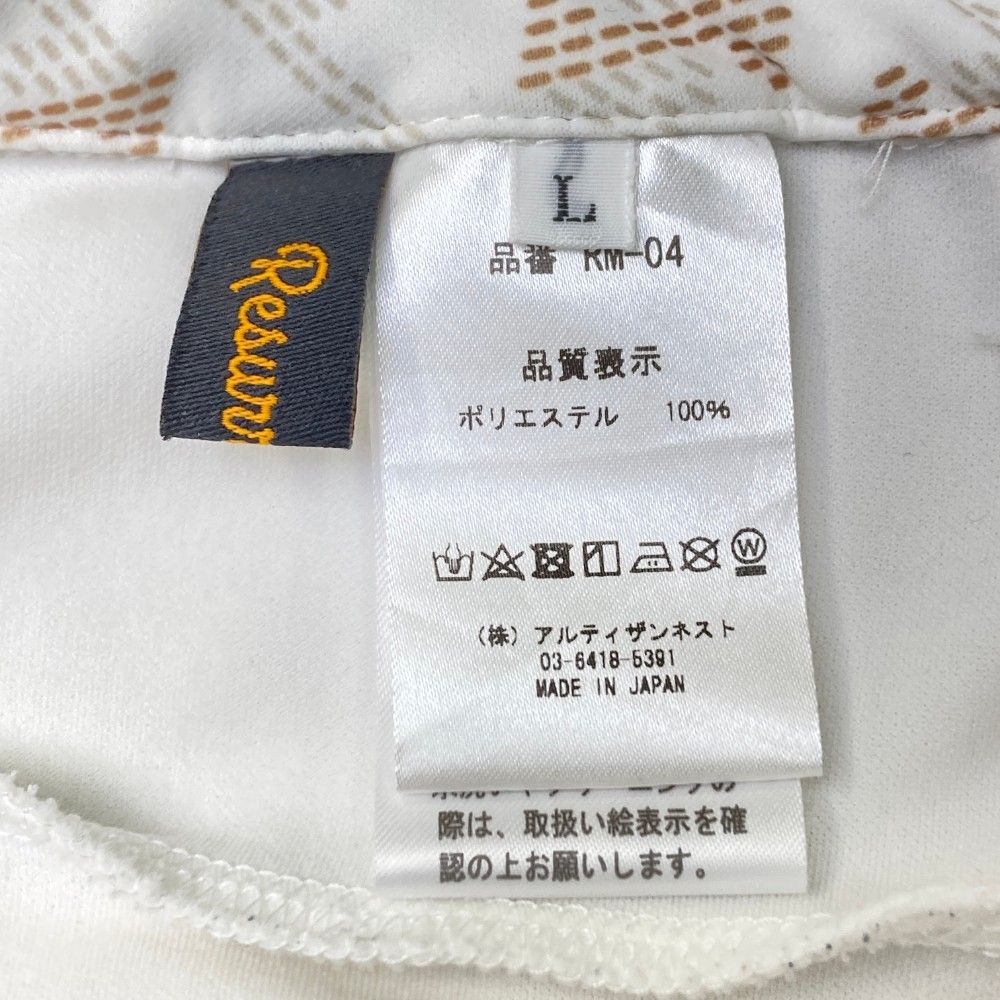 L
品番 RM-04
品質表示
ポリエステル 100%
W
(株) アルティザンネスト
03-6418-5391
MADE IN JAPAN
際は、取扱い絵表示を確
認の上お願いします。
Resurr